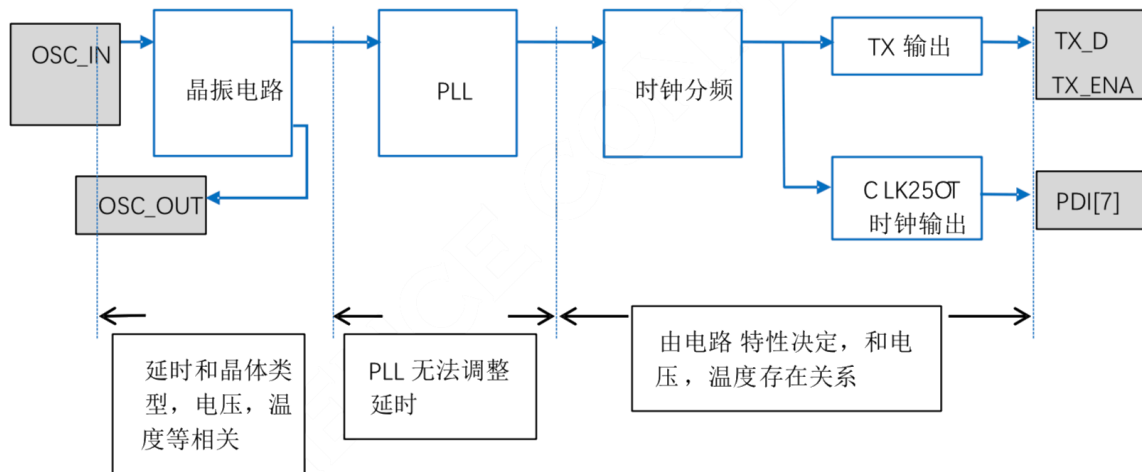 OSC_IN
晶振电路
OSC_OUT
PLL
时钟分频
TX 输出
TX_D
TX_ENA
C LK25OT
时钟输出
PDI[7]
延时和晶体类
型，电压，温
度等相关
PLL 无法调整
延时
由电路 特性决定，和电
压，温度存在关系